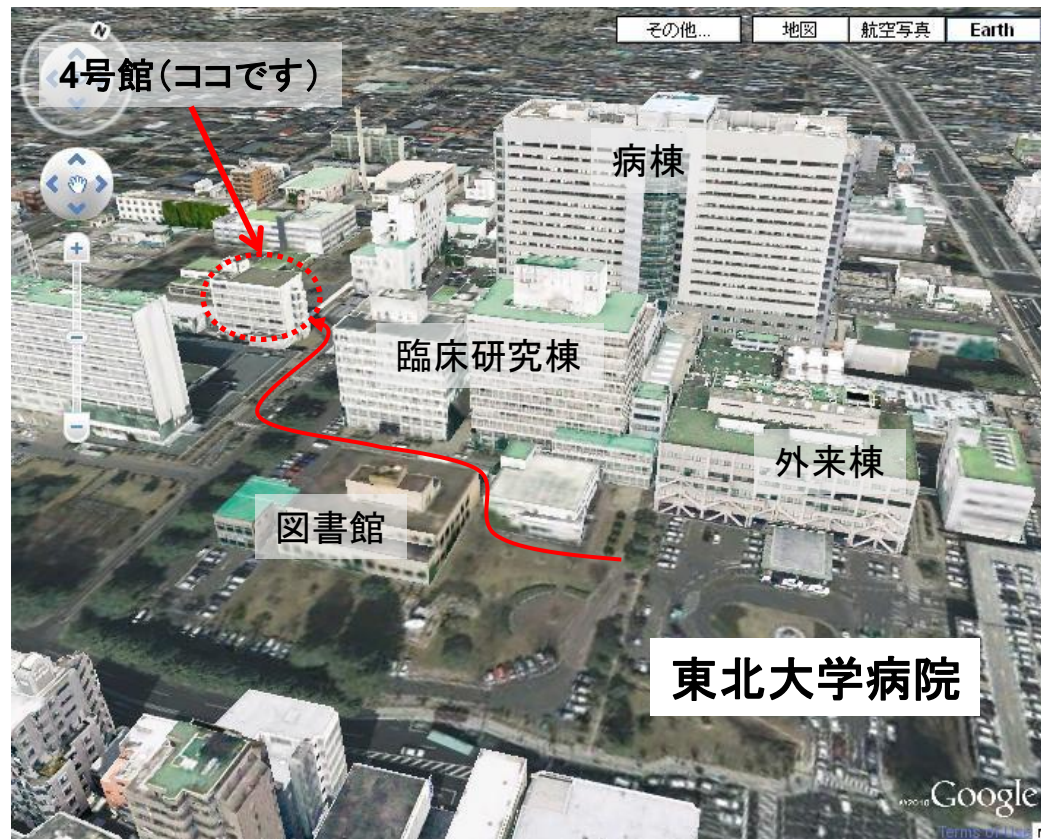 N
その他...
地図
航空写真
Earth
4号館(ココです)
病棟
臨床研究棟
外来棟
図書館
東北大学病院
©2010 Google